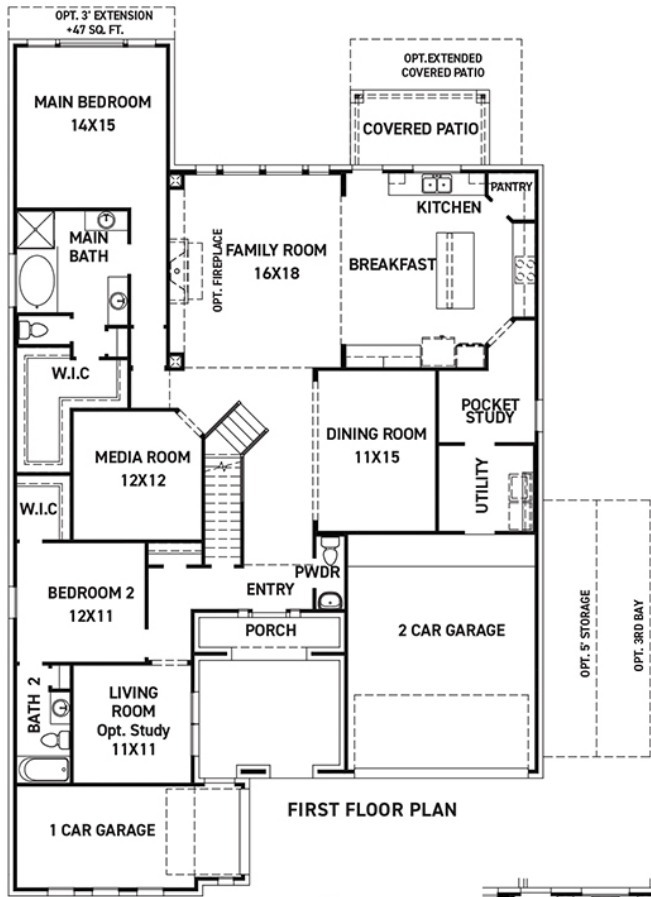 OPT. 3' EXTENSION
+47 SQ. FT.
OPT.EXTENDED
COVERED PATIO
MAIN BEDROOM
14X15
COVERED PATIO
PANTRY
KITCHEN
MAIN
BATH
OPT. FIREPLACE
FAMILY ROOM
16X18
BREAKFAST
W.I.C
MEDIA ROOM
12X12
DINING ROOM
11X15
POCKET
STUDY
UTILITY
W.I.C
BEDROOM 2
12X11
PWDR
ENTRY
PORCH
2 CAR GARAGE
OPT. 5' STORAGE
OPT. 3RD BAY
BATH 2
LIVING
ROOM
Opt. Study
11X11
FIRST FLOOR PLAN
1 CAR GARAGE